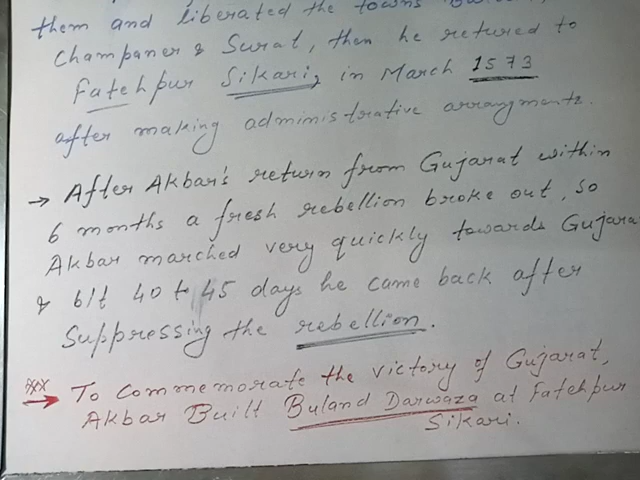 them and liberated the towns
Champaner & Surat, then he retured to
Fatehpur Sikari, in March 1573
after making administrative arrangments.
→ After Akbar's return from Gujarat within
6 months a fresh rebellion broke out, so
Akbar marched very quickly towards Gujara
& b/t 40 to 45 days he came back after
Suppressing the rebellion.
→ To Commemorate the victory of Gujarat,
Akbar Built Buland Darwaza at Fatehpur
Sikari.